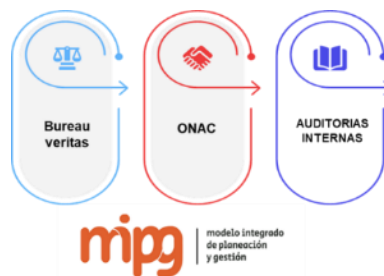 Bureau
veritas
ONAC
AUDITORIAS
INTERNAS
mipg
modelo integrado
de planeación
y gestión